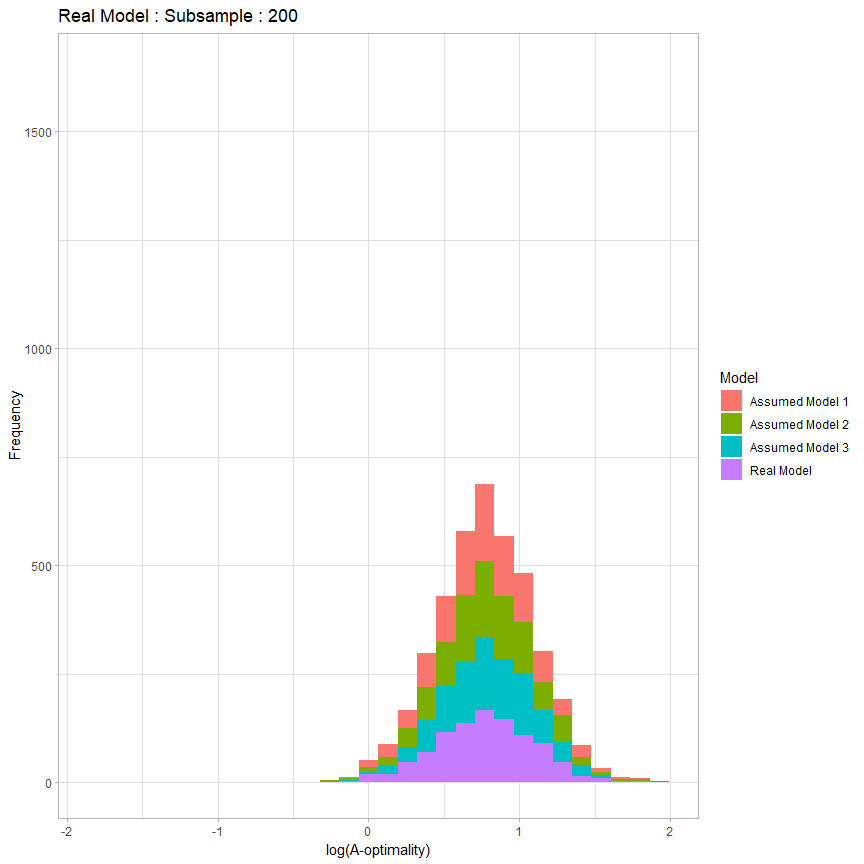 Real Model : Subsample : 200
1500
1000
500
0
Frequency
-2
-1
0
1
2
log(A-optimality)
Model
Assumed Model 1
Assumed Model 2
Assumed Model 3
Real Model